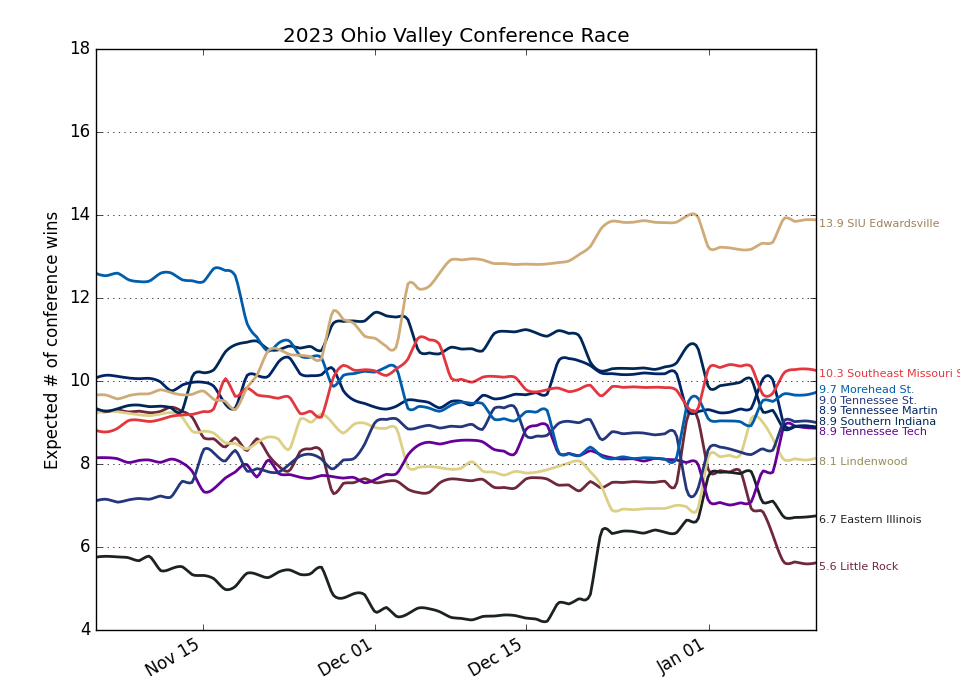 2023 Ohio Valley Conference Race
Expected # of conference wins
18
16
14
12
10
8
6
4
Nov 15
Dec 01
Dec 15
Jan 01
13.9 SIU Edwardsville
10.3 Southeast Missouri S
9.7 Morehead St.
9.0 Tennessee St.
8.9 Tennessee Martin
8.9 Southern Indiana
8.9 Tennessee Tech
8.1 Lindenwood
6.7 Eastern Illinois
5.6 Little Rock